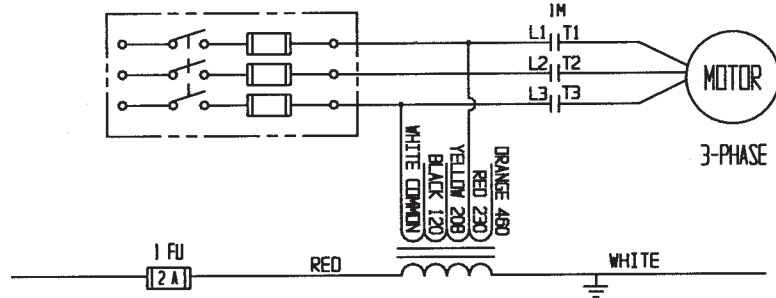 1M
L1 T1
L2 T2
L3 T3
MOTOR
3-PHASE
WHITE COMMON
BLACK 120
YELLOW 208
RED 230
ORANGE 460
1 FU
2 A
RED
WHITE